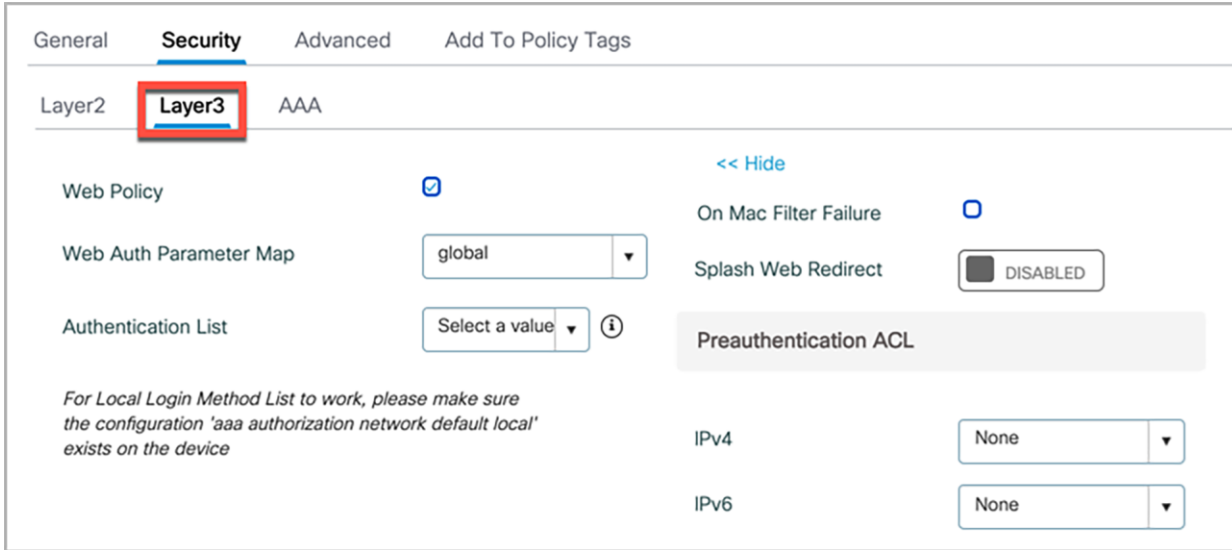 General Security Advanced Add To Policy Tags
Layer2 Layer3 AAA
<< Hide
Web Policy
On Mac Filter Failure
Web Auth Parameter Map global
Splash Web Redirect DISABLED
Authentication List Select a value
Preauthentication ACL
For Local Login Method List to work, please make sure
the configuration 'aaa authorization network default local'
exists on the device
IPv4 None
IPv6 None